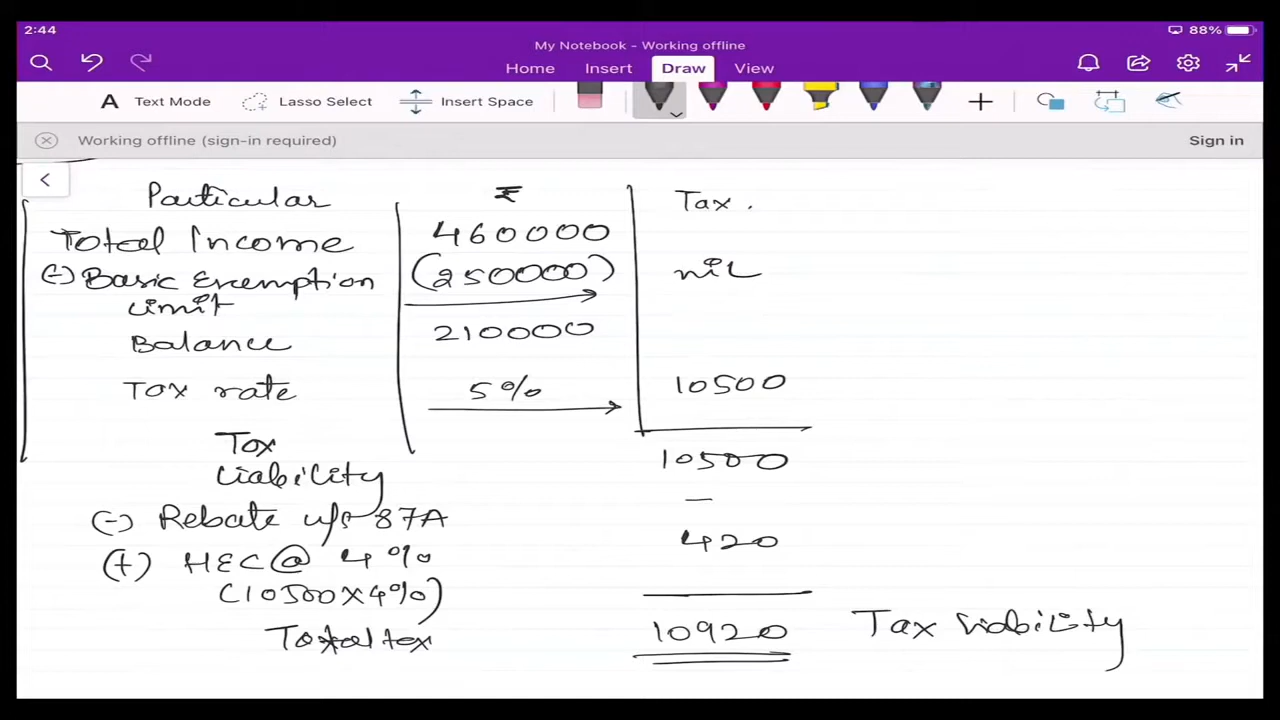 2:44
88%
My Notebook - Working offline
Home Insert Draw View
A Text Mode Lasso Select Insert Space
Working offline (sign-in required) Sign in
Particular ₹ Tax.
Total Income 460000
(-) Basic Exemption (250000) nil
limit
Balance 210000
Tax rate 5% 10500
Tax
Liability 10500
(-) Rebate u/s 87A —
(+) HEC @ 4% 420
(10500X4%)
Total tax 10920 Tax liability